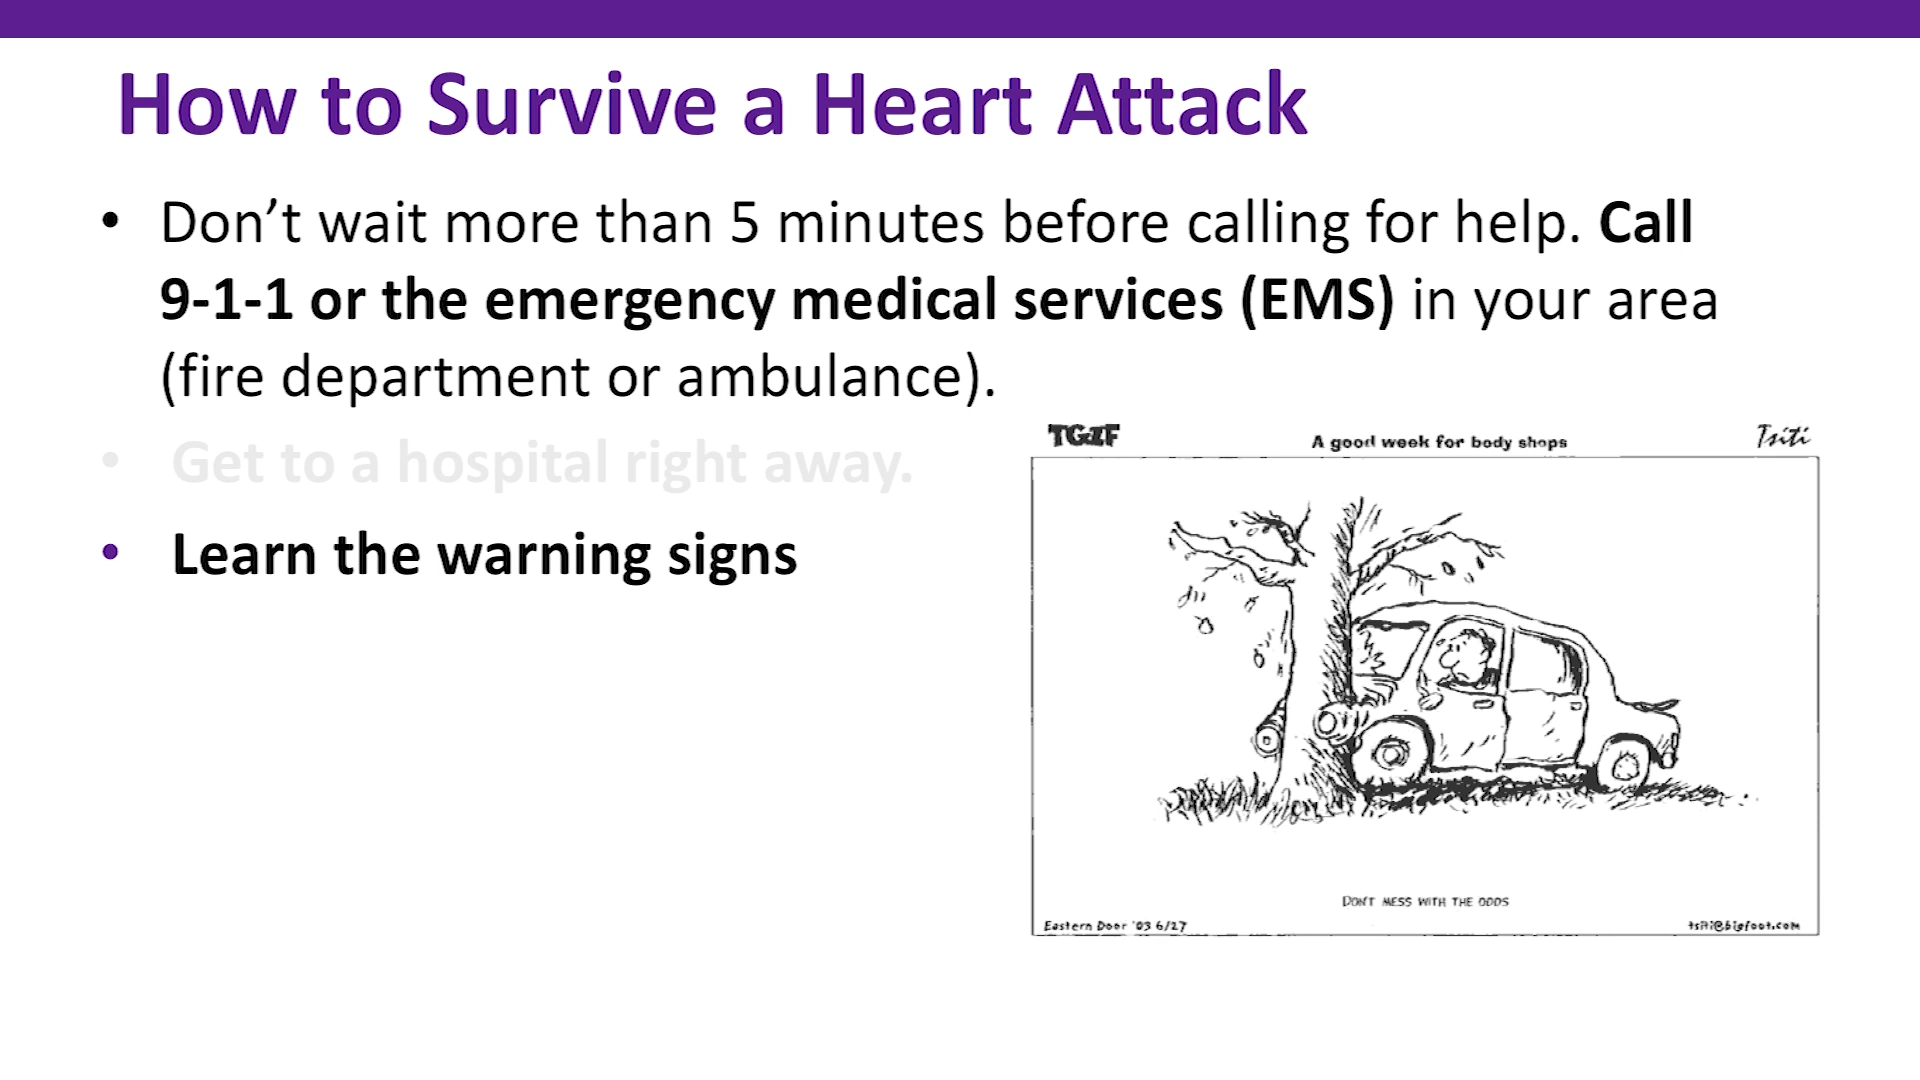 How to Survive a Heart Attack
• Don’t wait more than 5 minutes before calling for help. Call
9-1-1 or the emergency medical services (EMS) in your area
(fire department or ambulance).
• Get to a hospital right away.
• Learn the warning signs
TGIF
A good week for body shops
Tsiti
DON'T MESS WITH THE ODDS
Eastern Door '03 6/27
tsiti@bigfoot.com